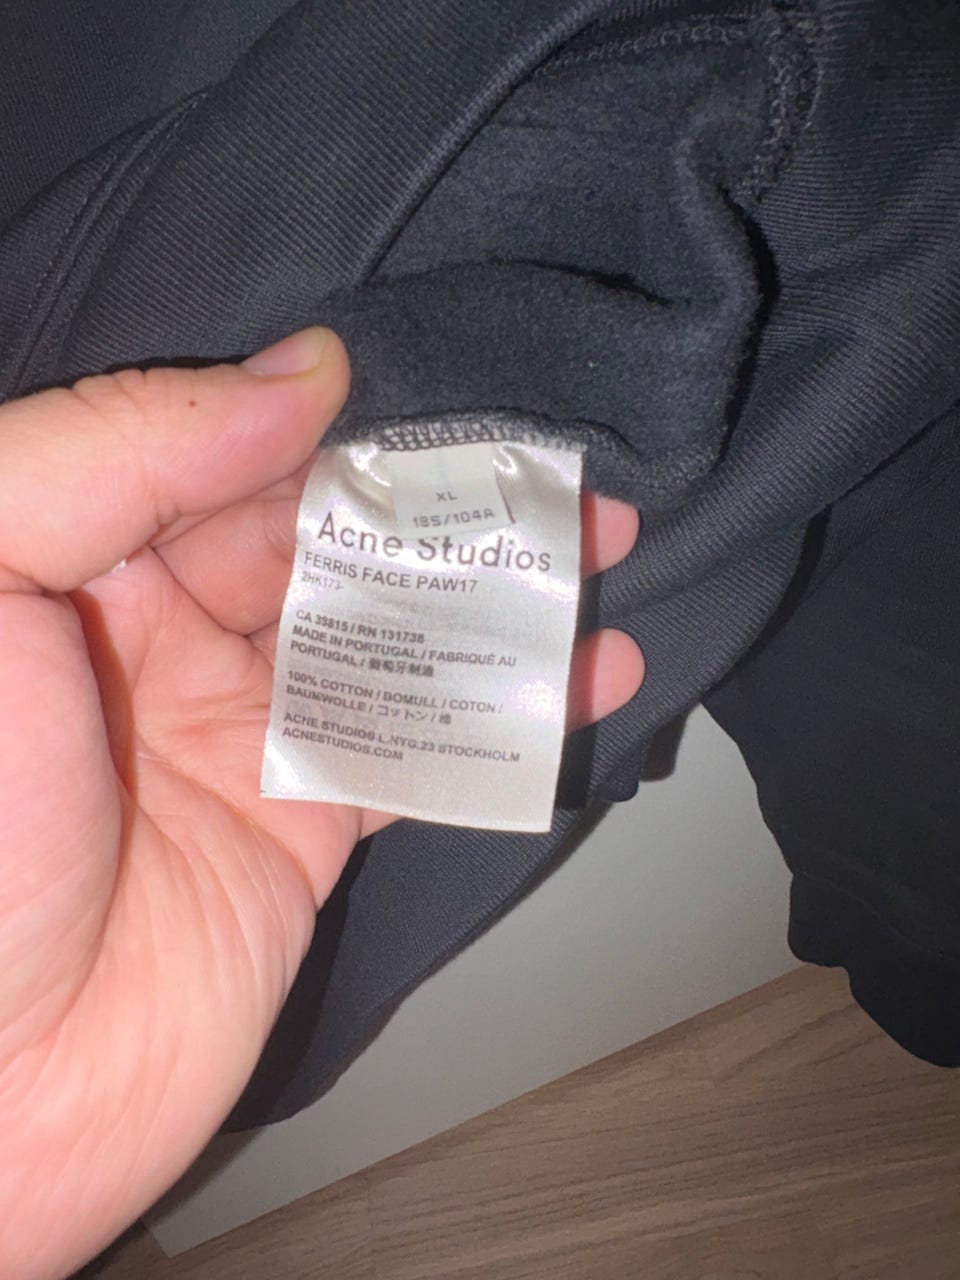 XL
185/104A
Acne Studios
FERRIS FACE PAW17
2HK173-
CA 39815 / RN 131738
MADE IN PORTUGAL / FABRIQUÉ AU
PORTUGAL / 葡萄牙制造
100% COTTON / BOMULL / COTON /
BAUMWOLLE / コットン / 棉
ACNE STUDIOS L.NYG.23 STOCKHOLM
ACNESTUDIOS.COM